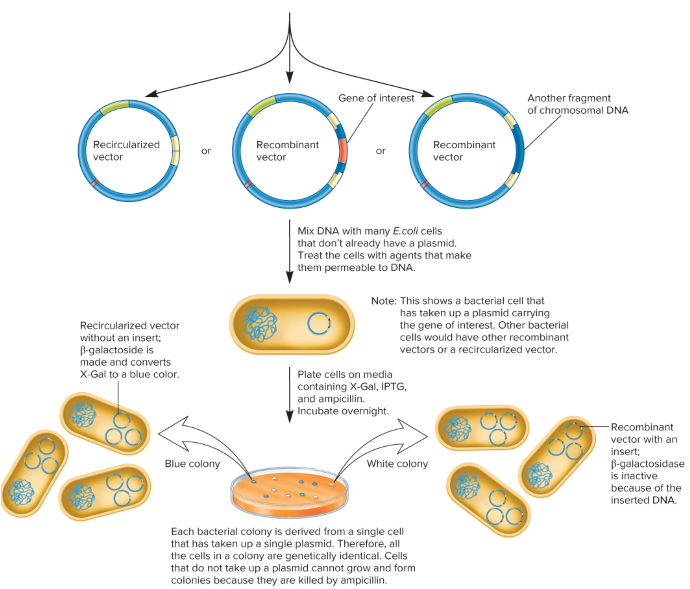 Gene of interest
Another fragment
of chromosomal DNA
Recircularized
vector
or
Recombinant
vector
or
Recombinant
vector
Mix DNA with many E.coli cells
that don't already have a plasmid.
Treat the cells with agents that make
them permeable to DNA.
Note: This shows a bacterial cell that
has taken up a plasmid carrying
the gene of interest. Other bacterial
cells would have other recombinant
vectors or a recircularized vector.
Recircularized vector
without an insert;
β-galactoside is
made and converts
X-Gal to a blue color.
Plate cells on media
containing X-Gal, IPTG,
and ampicillin.
Incubate overnight.
Blue colony
White colony
Recombinant
vector with an
insert;
β-galactosidase
is inactive
because of the
inserted DNA.
Each bacterial colony is derived from a single cell
that has taken up a single plasmid. Therefore, all
the cells in a colony are genetically identical. Cells
that do not take up a plasmid cannot grow and form
colonies because they are killed by ampicillin.